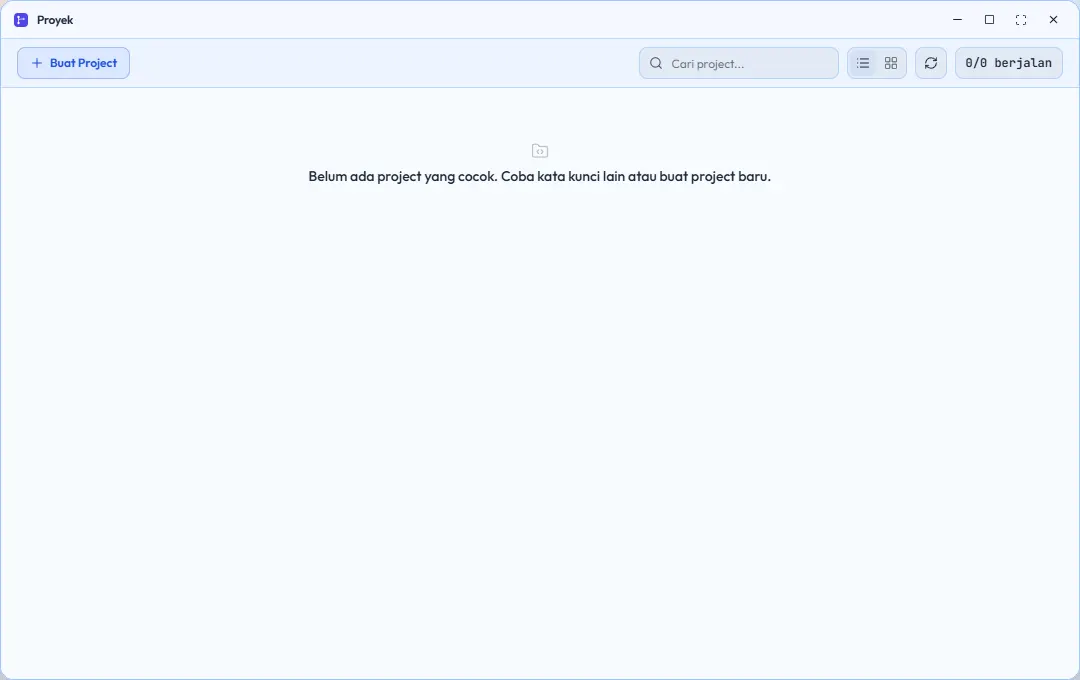 Proyek
Buat Project
Cari project...
0/0 berjalan
Belum ada project yang cocok. Coba kata kunci lain atau buat project baru.